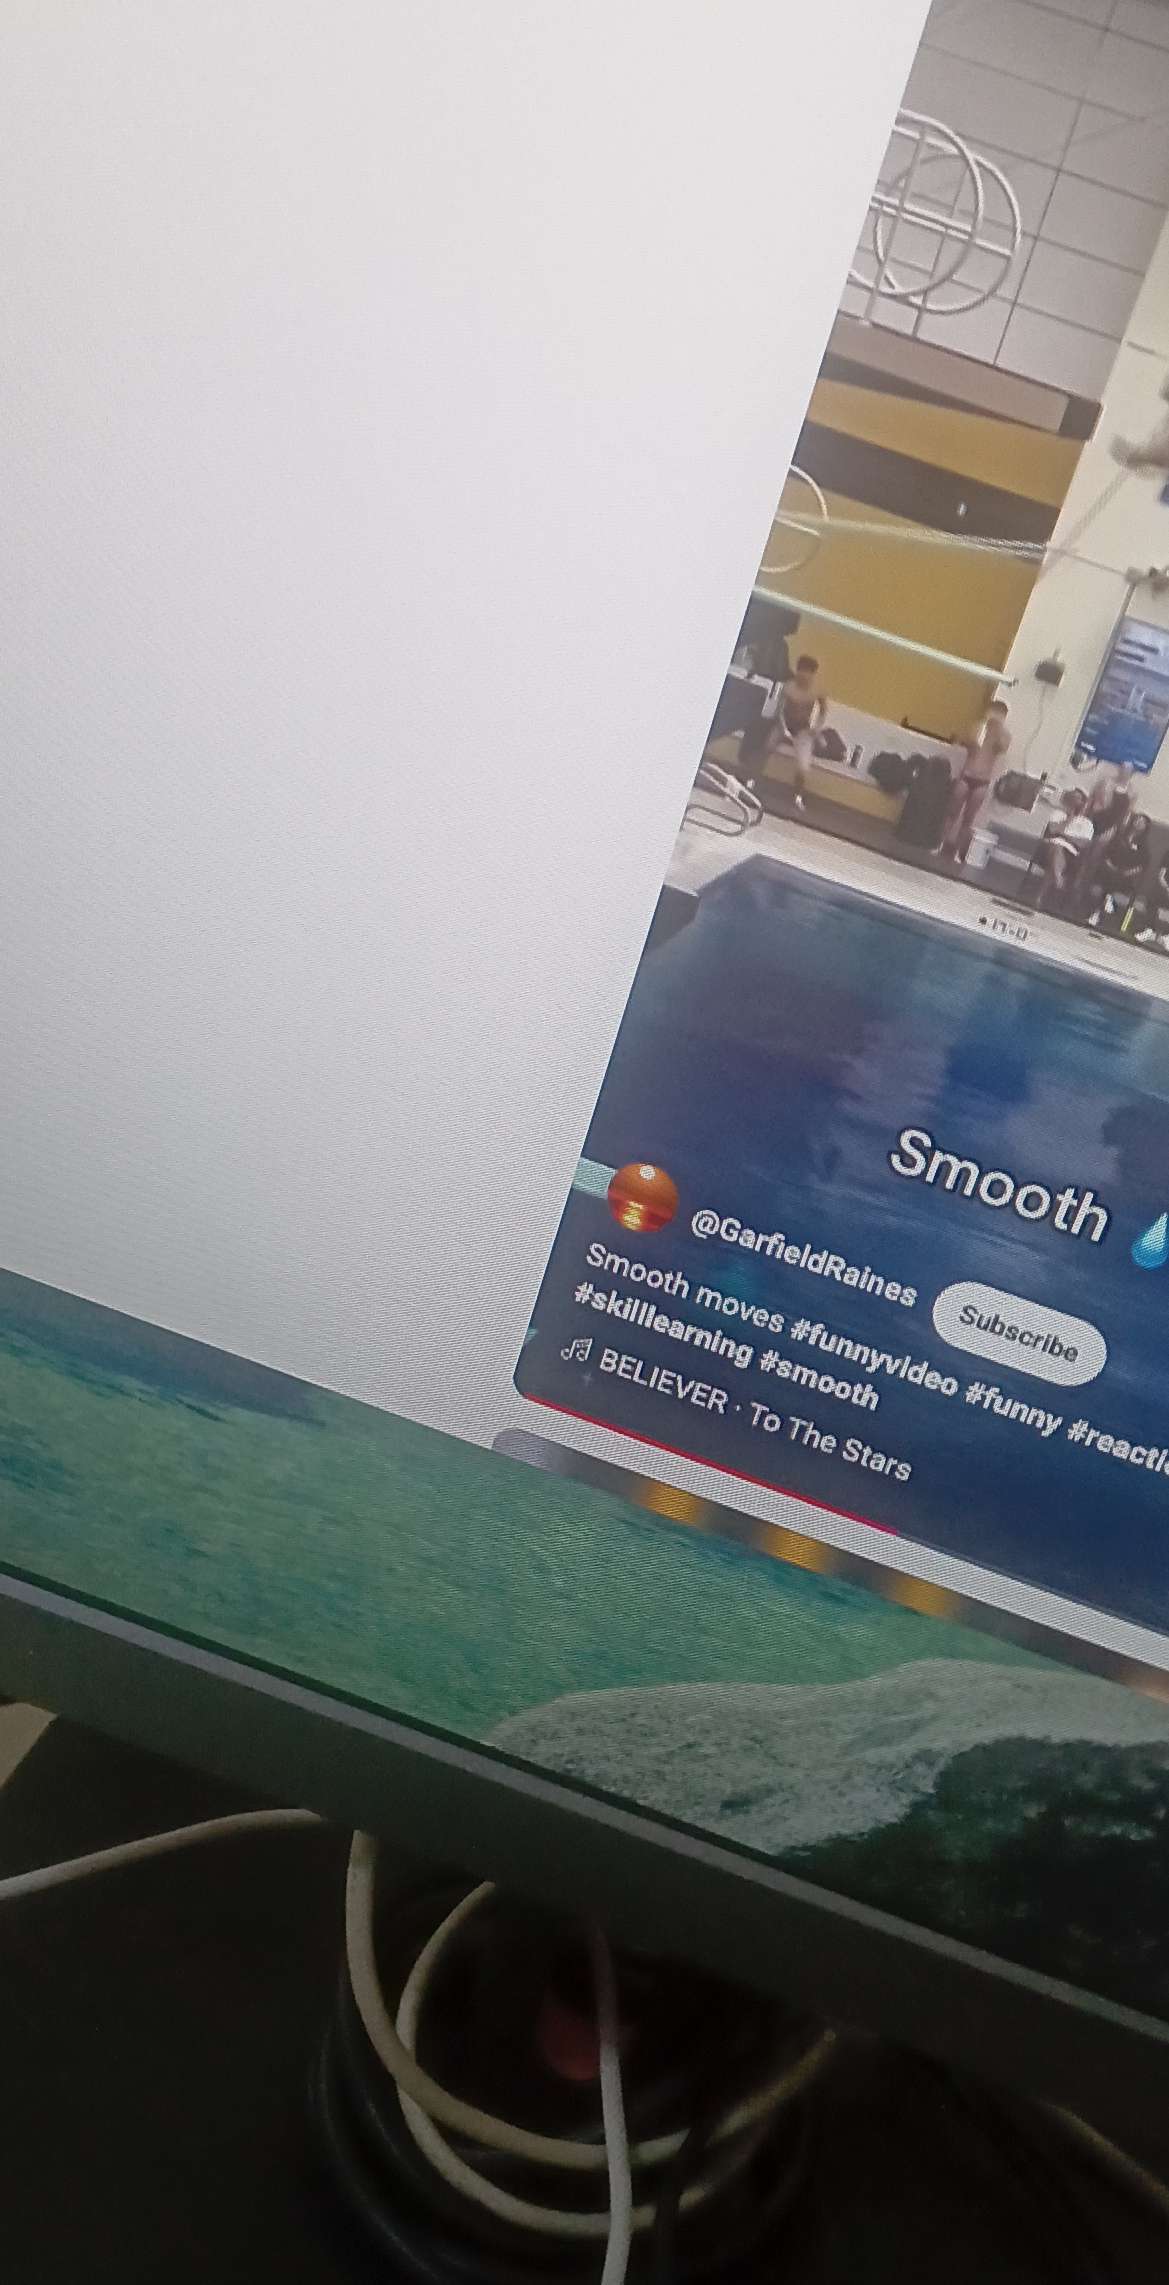 Smooth 💧
@GarfieldRaines Subscribe
Smooth moves #funnyvideo #funny
#skilllearning #smooth
BELIEVER · To The Stars